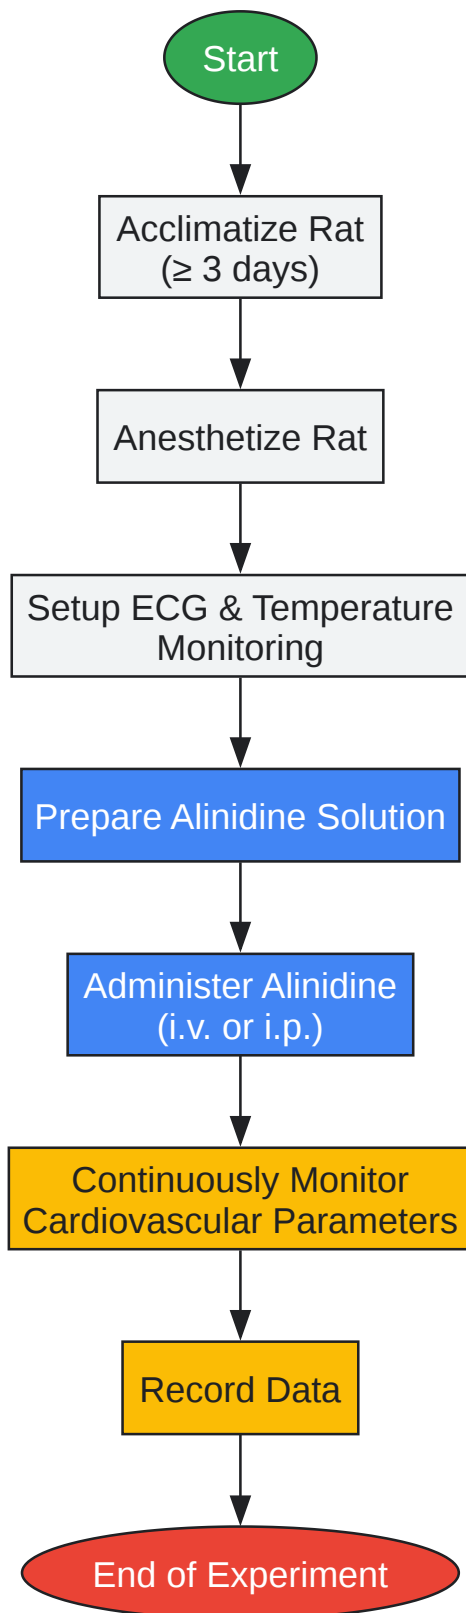 Start
Acclimatize Rat
(≥ 3 days)
Anesthetize Rat
Setup ECG & Temperature
Monitoring
Prepare Alinidine Solution
Administer Alinidine
(i.v. or i.p.)
Continuously Monitor
Cardiovascular Parameters
Record Data
End of Experiment